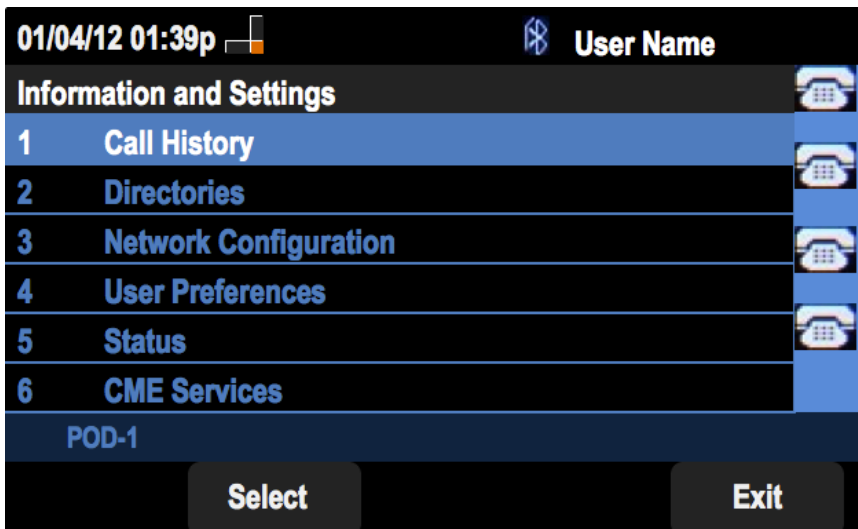 01/04/12 01:39p User Name
Information and Settings
1 Call History
2 Directories
3 Network Configuration
4 User Preferences
5 Status
6 CME Services
POD-1
Select Exit